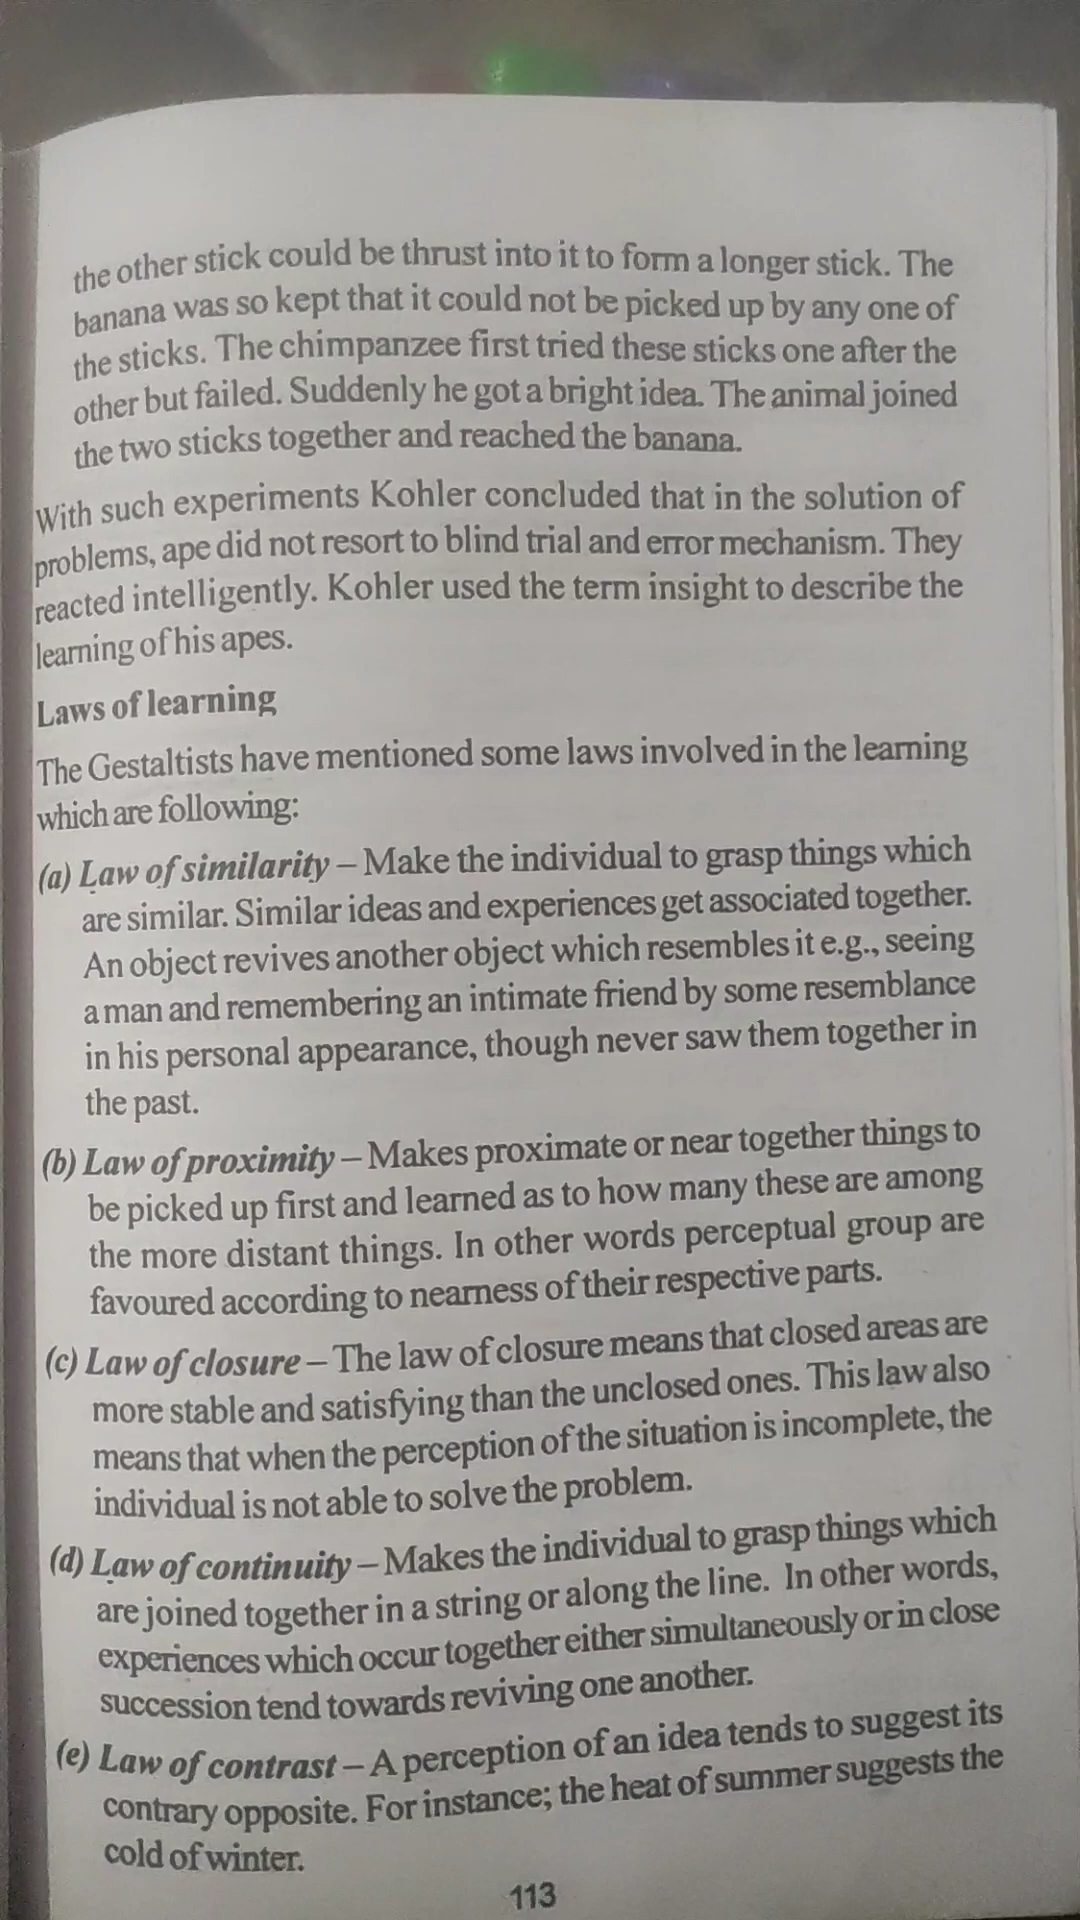 the other stick could be thrust into it to form a longer stick. The
banana was so kept that it could not be picked up by any one of
the sticks. The chimpanzee first tried these sticks one after the
other but failed. Suddenly he got a bright idea. The animal joined
the two sticks together and reached the banana.
With such experiments Kohler concluded that in the solution of
problems, ape did not resort to blind trial and error mechanism. They
reacted intelligently. Kohler used the term insight to describe the
learning of his apes.
Laws of learning
The Gestaltists have mentioned some laws involved in the learning
which are following:
(a) Law of similarity – Make the individual to grasp things which
are similar. Similar ideas and experiences get associated together.
An object revives another object which resembles it e.g., seeing
a man and remembering an intimate friend by some resemblance
in his personal appearance, though never saw them together in
the past.
(b) Law of proximity – Makes proximate or near together things to
be picked up first and learned as to how many these are among
the more distant things. In other words perceptual group are
favoured according to nearness of their respective parts.
(c) Law of closure – The law of closure means that closed areas are
more stable and satisfying than the unclosed ones. This law also
means that when the perception of the situation is incomplete, the
individual is not able to solve the problem.
(d) Law of continuity – Makes the individual to grasp things which
are joined together in a string or along the line. In other words,
experiences which occur together either simultaneously or in close
succession tend towards reviving one another.
(e) Law of contrast – A perception of an idea tends to suggest its
contrary opposite. For instance; the heat of summer suggests the
cold of winter.
113